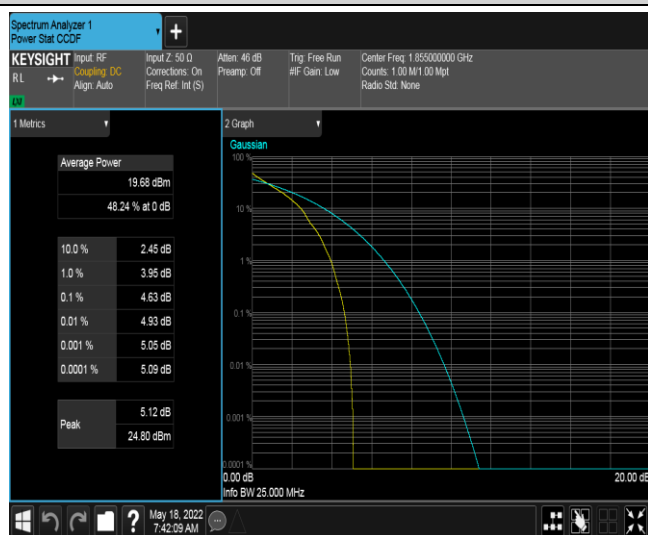 Spectrum Analyzer 1
Power Stat CCDF
+
KEYSIGHT
RL
LXI
Input: RF
Coupling: DC
Align: Auto
Input Z: 50 Ω
Corrections: On
Freq Ref: Int (S)
Atten: 46 dB
Preamp: Off
Trig: Free Run
#IF Gain: Low
Center Freq: 1.855000000 GHz
Counts: 1.00 M/1.00 Mpt
Radio Std: None
1 Metrics
Average Power
19.68 dBm
48.24 % at 0 dB
10.0 % 2.45 dB
1.0 % 3.95 dB
0.1 % 4.63 dB
0.01 % 4.93 dB
0.001 % 5.05 dB
0.0001 % 5.09 dB
Peak
5.12 dB
24.80 dBm
2 Graph
Gaussian
100 %
10 %
1 %
0.1 %
0.01 %
0.001 %
0.0001 %
0.00 dB 20.00 dB
Info BW 25.000 MHz
?
May 18, 2022
7:42:09 AM